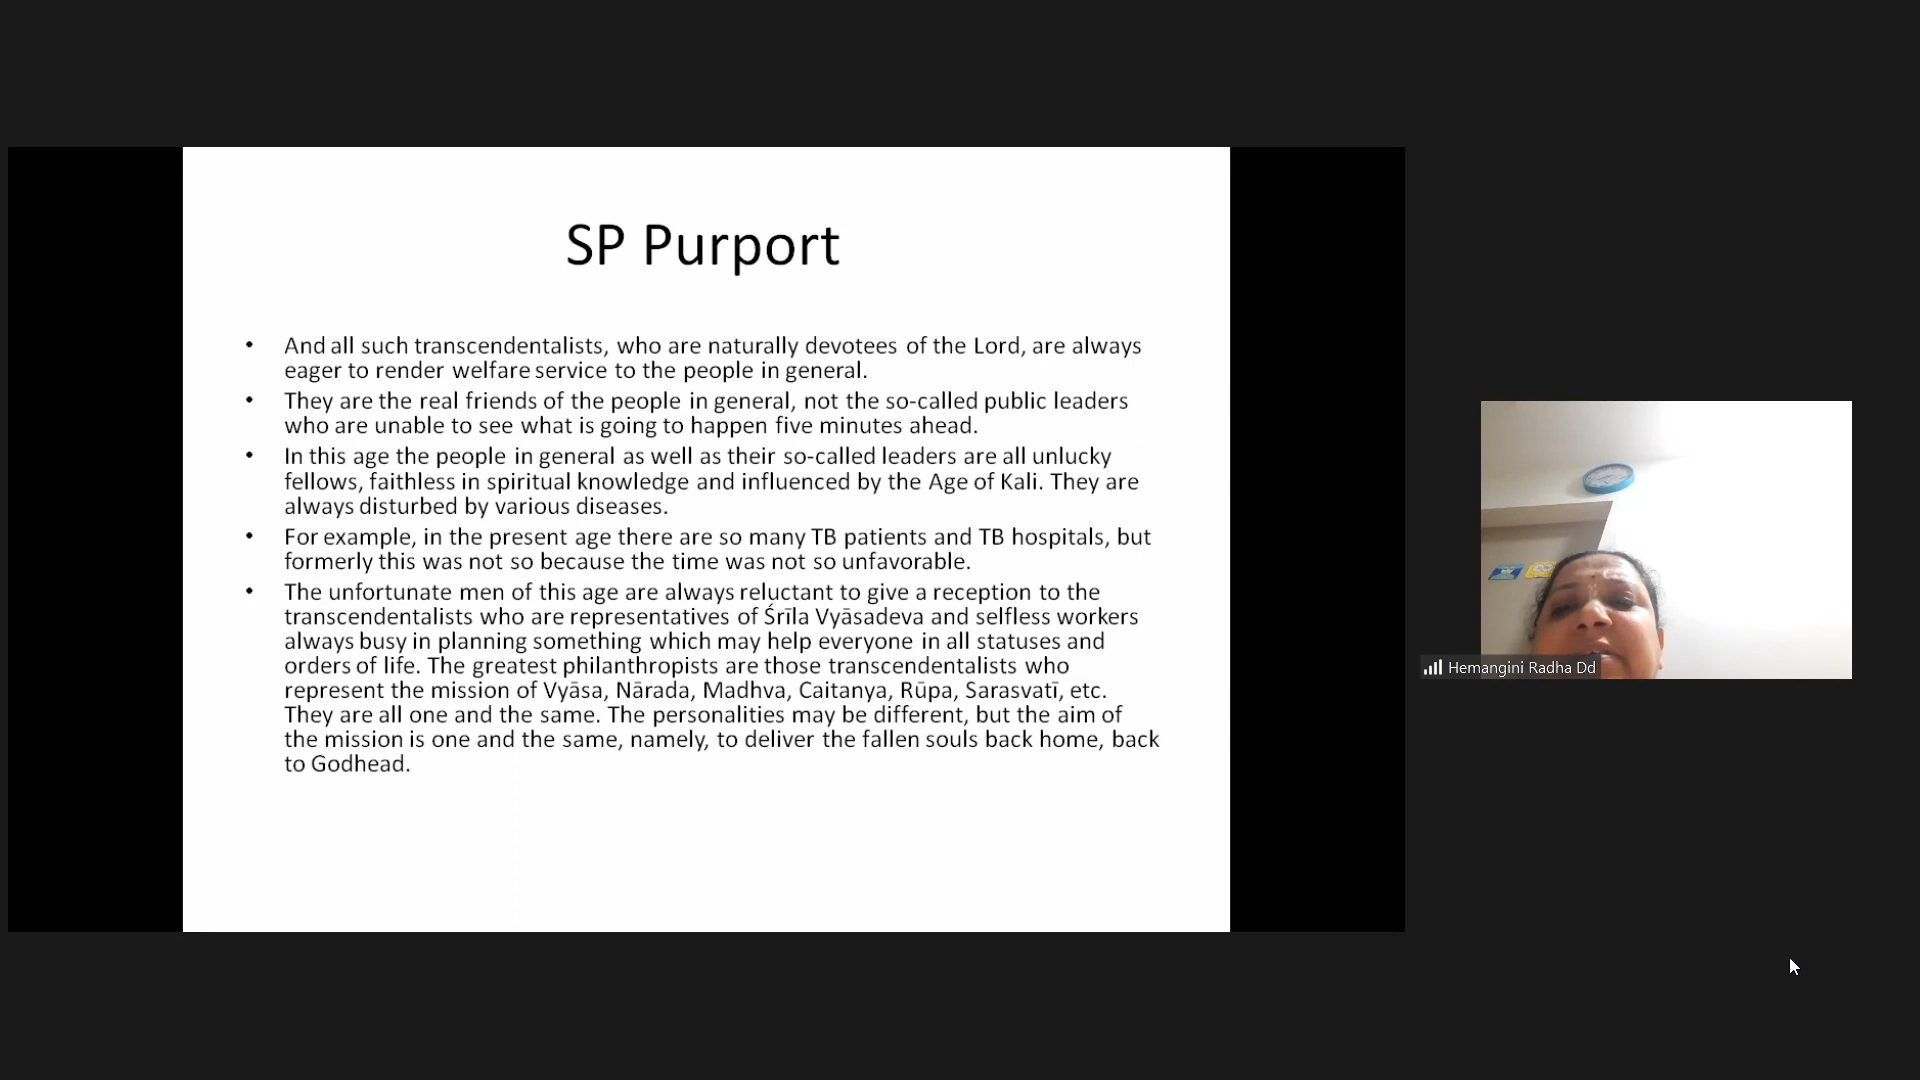 SP Purport
• And all such transcendentalists, who are naturally devotees of the Lord, are always
eager to render welfare service to the people in general.
• They are the real friends of the people in general, not the so-called public leaders
who are unable to see what is going to happen five minutes ahead.
• In this age the people in general as well as their so-called leaders are all unlucky
fellows, faithless in spiritual knowledge and influenced by the Age of Kali. They are
always disturbed by various diseases.
• For example, in the present age there are so many TB patients and TB hospitals, but
formerly this was not so because the time was not so unfavorable.
• The unfortunate men of this age are always reluctant to give a reception to the
transcendentalists who are representatives of Śrīla Vyāsadeva and selfless workers
always busy in planning something which may help everyone in all statuses and
orders of life. The greatest philanthropists are those transcendentalists who
represent the mission of Vyāsa, Nārada, Madhva, Caitanya, Rūpa, Sarasvatī, etc.
They are all one and the same. The personalities may be different, but the aim of
the mission is one and the same, namely, to deliver the fallen souls back home, back
to Godhead.
Hemangini Radha Dd